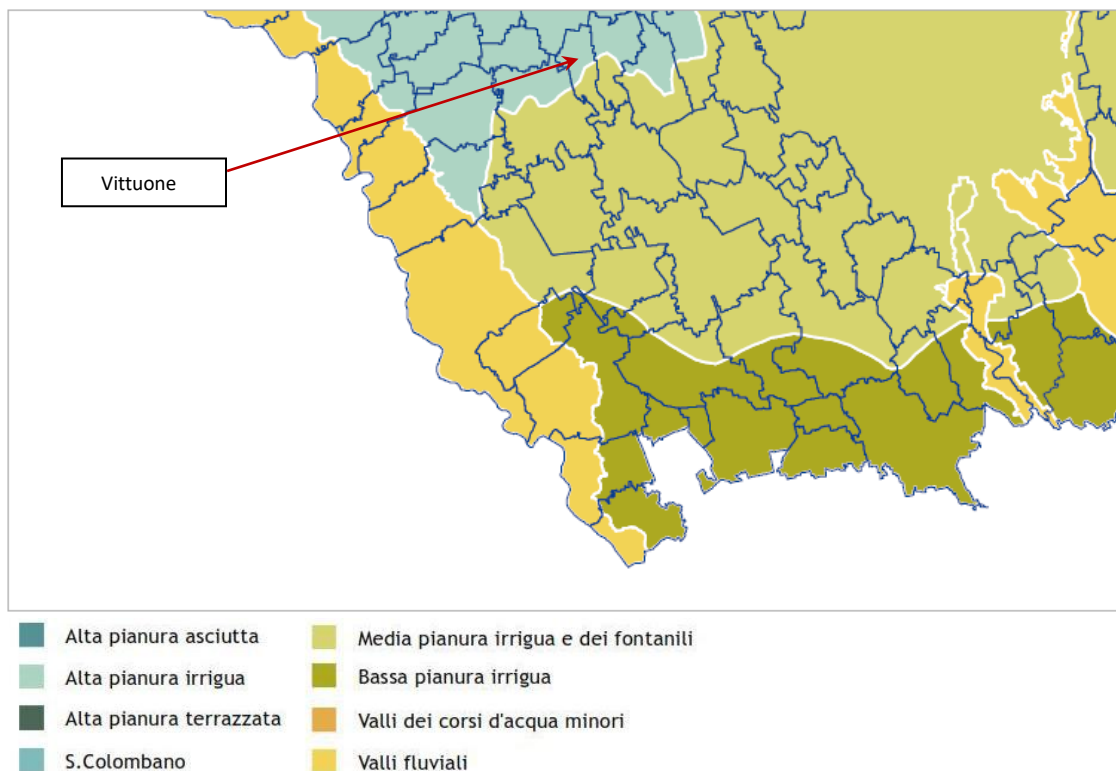 Vittuone
Alta pianura asciutta
Media pianura irrigua e dei fontanili
Alta pianura irrigua
Bassa pianura irrigua
Alta pianura terrazzata
Valli dei corsi d'acqua minori
S.Colombano
Valli fluviali